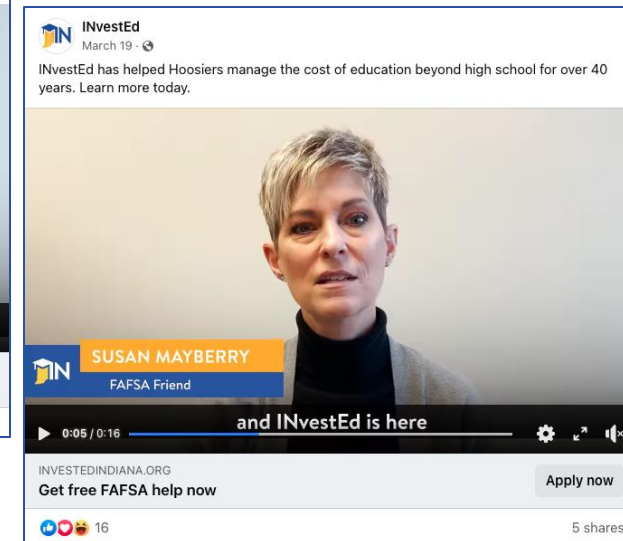 INvestEd
March 19 ·
INvestEd has helped Hoosiers manage the cost of education beyond high school for over 40
years. Learn more today.
IN
SUSAN MAYBERRY
FAFSA Friend
and INvestEd is here
0:05 / 0:16
INVESTEDINDIANA.ORG
Get free FAFSA help now
Apply now
16
5 shares